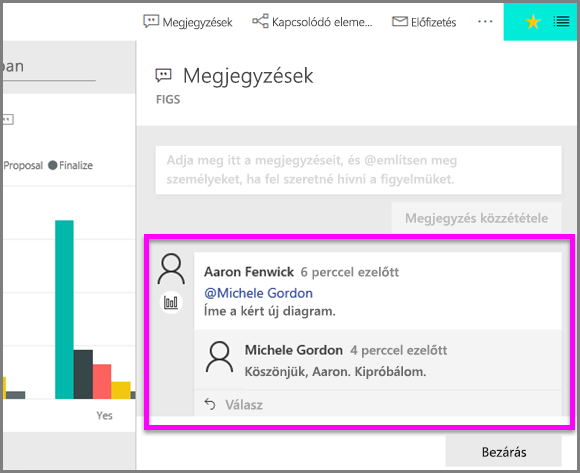 Megjegyzések
Kapcsolódó eleme...
Előfizetés
Megjegyzések
FIGS
Proposal
Finalize
Yes
Adja meg itt a megjegyzéseit, és @említsen meg
személyeket, ha fel szeretné hívni a figyelmüket.
Megjegyzés közzététele
Aaron Fenwick 6 perccel ezelőtt
@Michele Gordon
Íme a kért új diagram.
Michele Gordon 4 perccel ezelőtt
Köszönjük, Aaron. Kipróbálom.
Válasz
Bezárás